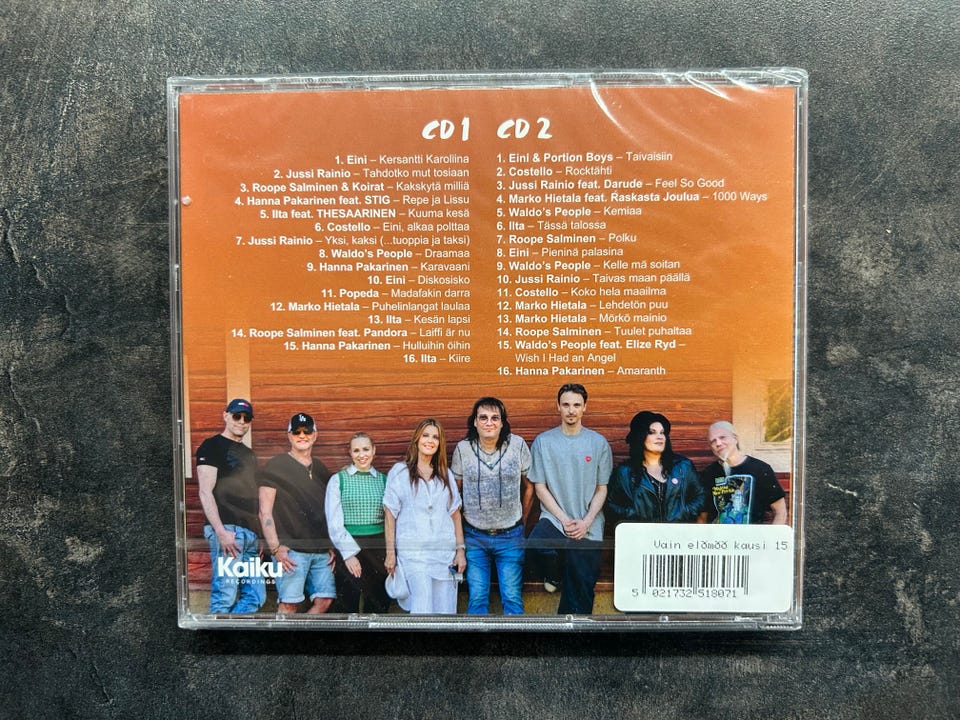 CD 1
1. Eini – Kersantti Karoliina
2. Jussi Rainio – Tahdotko mut tosiaan
3. Roope Salminen & Koirat – Kakskytä milliä
4. Hanna Pakarinen feat. STIG – Repe ja Lissu
5. Ilta feat. THESAARINEN – Kuuma kesä
6. Costello – Eini, alkaa polttaa
7. Jussi Rainio – Yksi, kaksi (...tuoppia ja taksi)
8. Waldo's People – Draamaa
9. Hanna Pakarinen – Karavaani
10. Eini – Diskosisko
11. Popeda – Madafakin darra
12. Marko Hietala – Puhelinlangat laulaa
13. Ilta – Kesän lapsi
14. Roope Salminen feat. Pandora – Laiffi är nu
15. Hanna Pakarinen – Hulluihin öihin
16. Ilta – Kiire
CD 2
1. Eini & Portion Boys – Taivaisiin
2. Costello – Rocktähti
3. Jussi Rainio feat. Darude – Feel So Good
4. Marko Hietala feat. Raskasta Joulua – 1000 Ways
5. Waldo's People – Kemiaa
6. Ilta – Tässä talossa
7. Roope Salminen – Polku
8. Eini – Pieninä palasina
9. Waldo's People – Kelle mä soitan
10. Jussi Rainio – Taivas maan päällä
11. Costello – Koko hela maailma
12. Marko Hietala – Lehdetön puu
13. Marko Hietala – Mörkö mainio
14. Roope Salminen – Tuulet puhaltaa
15. Waldo's People feat. Elize Ryd –
Wish I Had an Angel
16. Hanna Pakarinen – Amaranth
Kaiku
RECORDINGS
Vain elõmõõ kausi 15
5 021732 518071